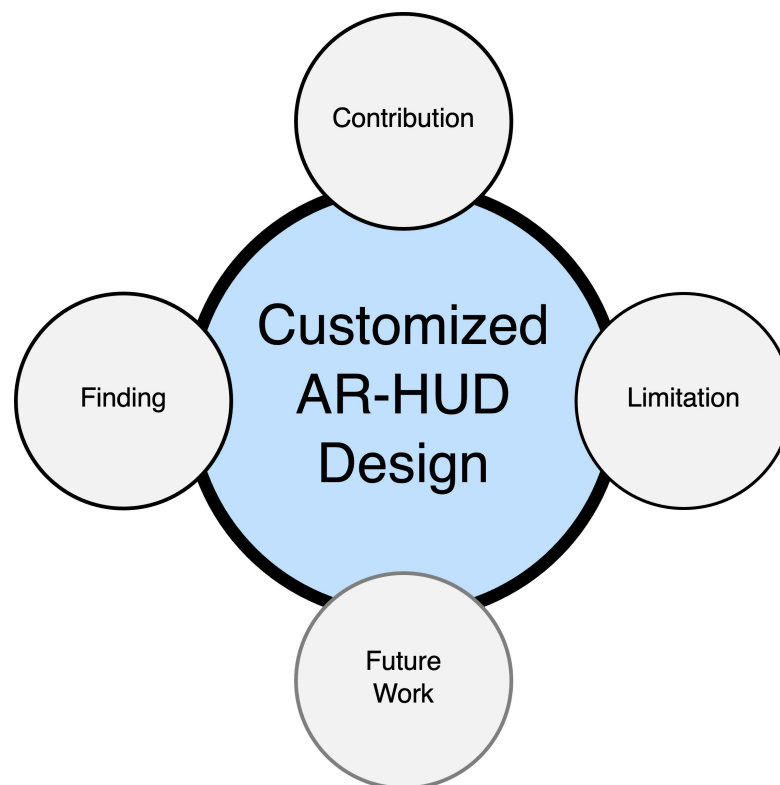 Contribution
Customized
AR-HUD
Design
Finding
Limitation
Future
Work